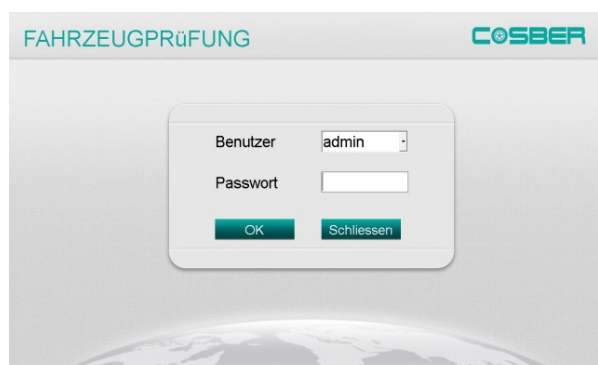 FAHRZEUGPRüFUNG
COSBER
Benutzer admin
Passwort
OK Schliessen